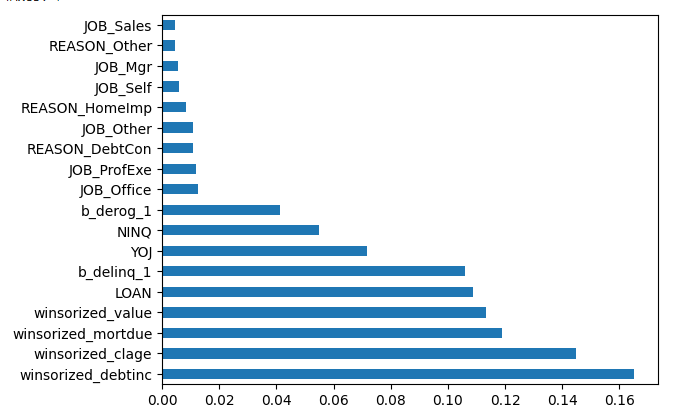 JOB_Sales
REASON_Other
JOB_Mgr
JOB_Self
REASON_HomeImp
JOB_Other
REASON_DebtCon
JOB_ProfExe
JOB_Office
b_derog_1
NINQ
YOJ
b_delinq_1
LOAN
winsorized_value
winsorized_mortdue
winsorized_clage
winsorized_debtinc
0.00 0.02 0.04 0.06 0.08 0.10 0.12 0.14 0.16